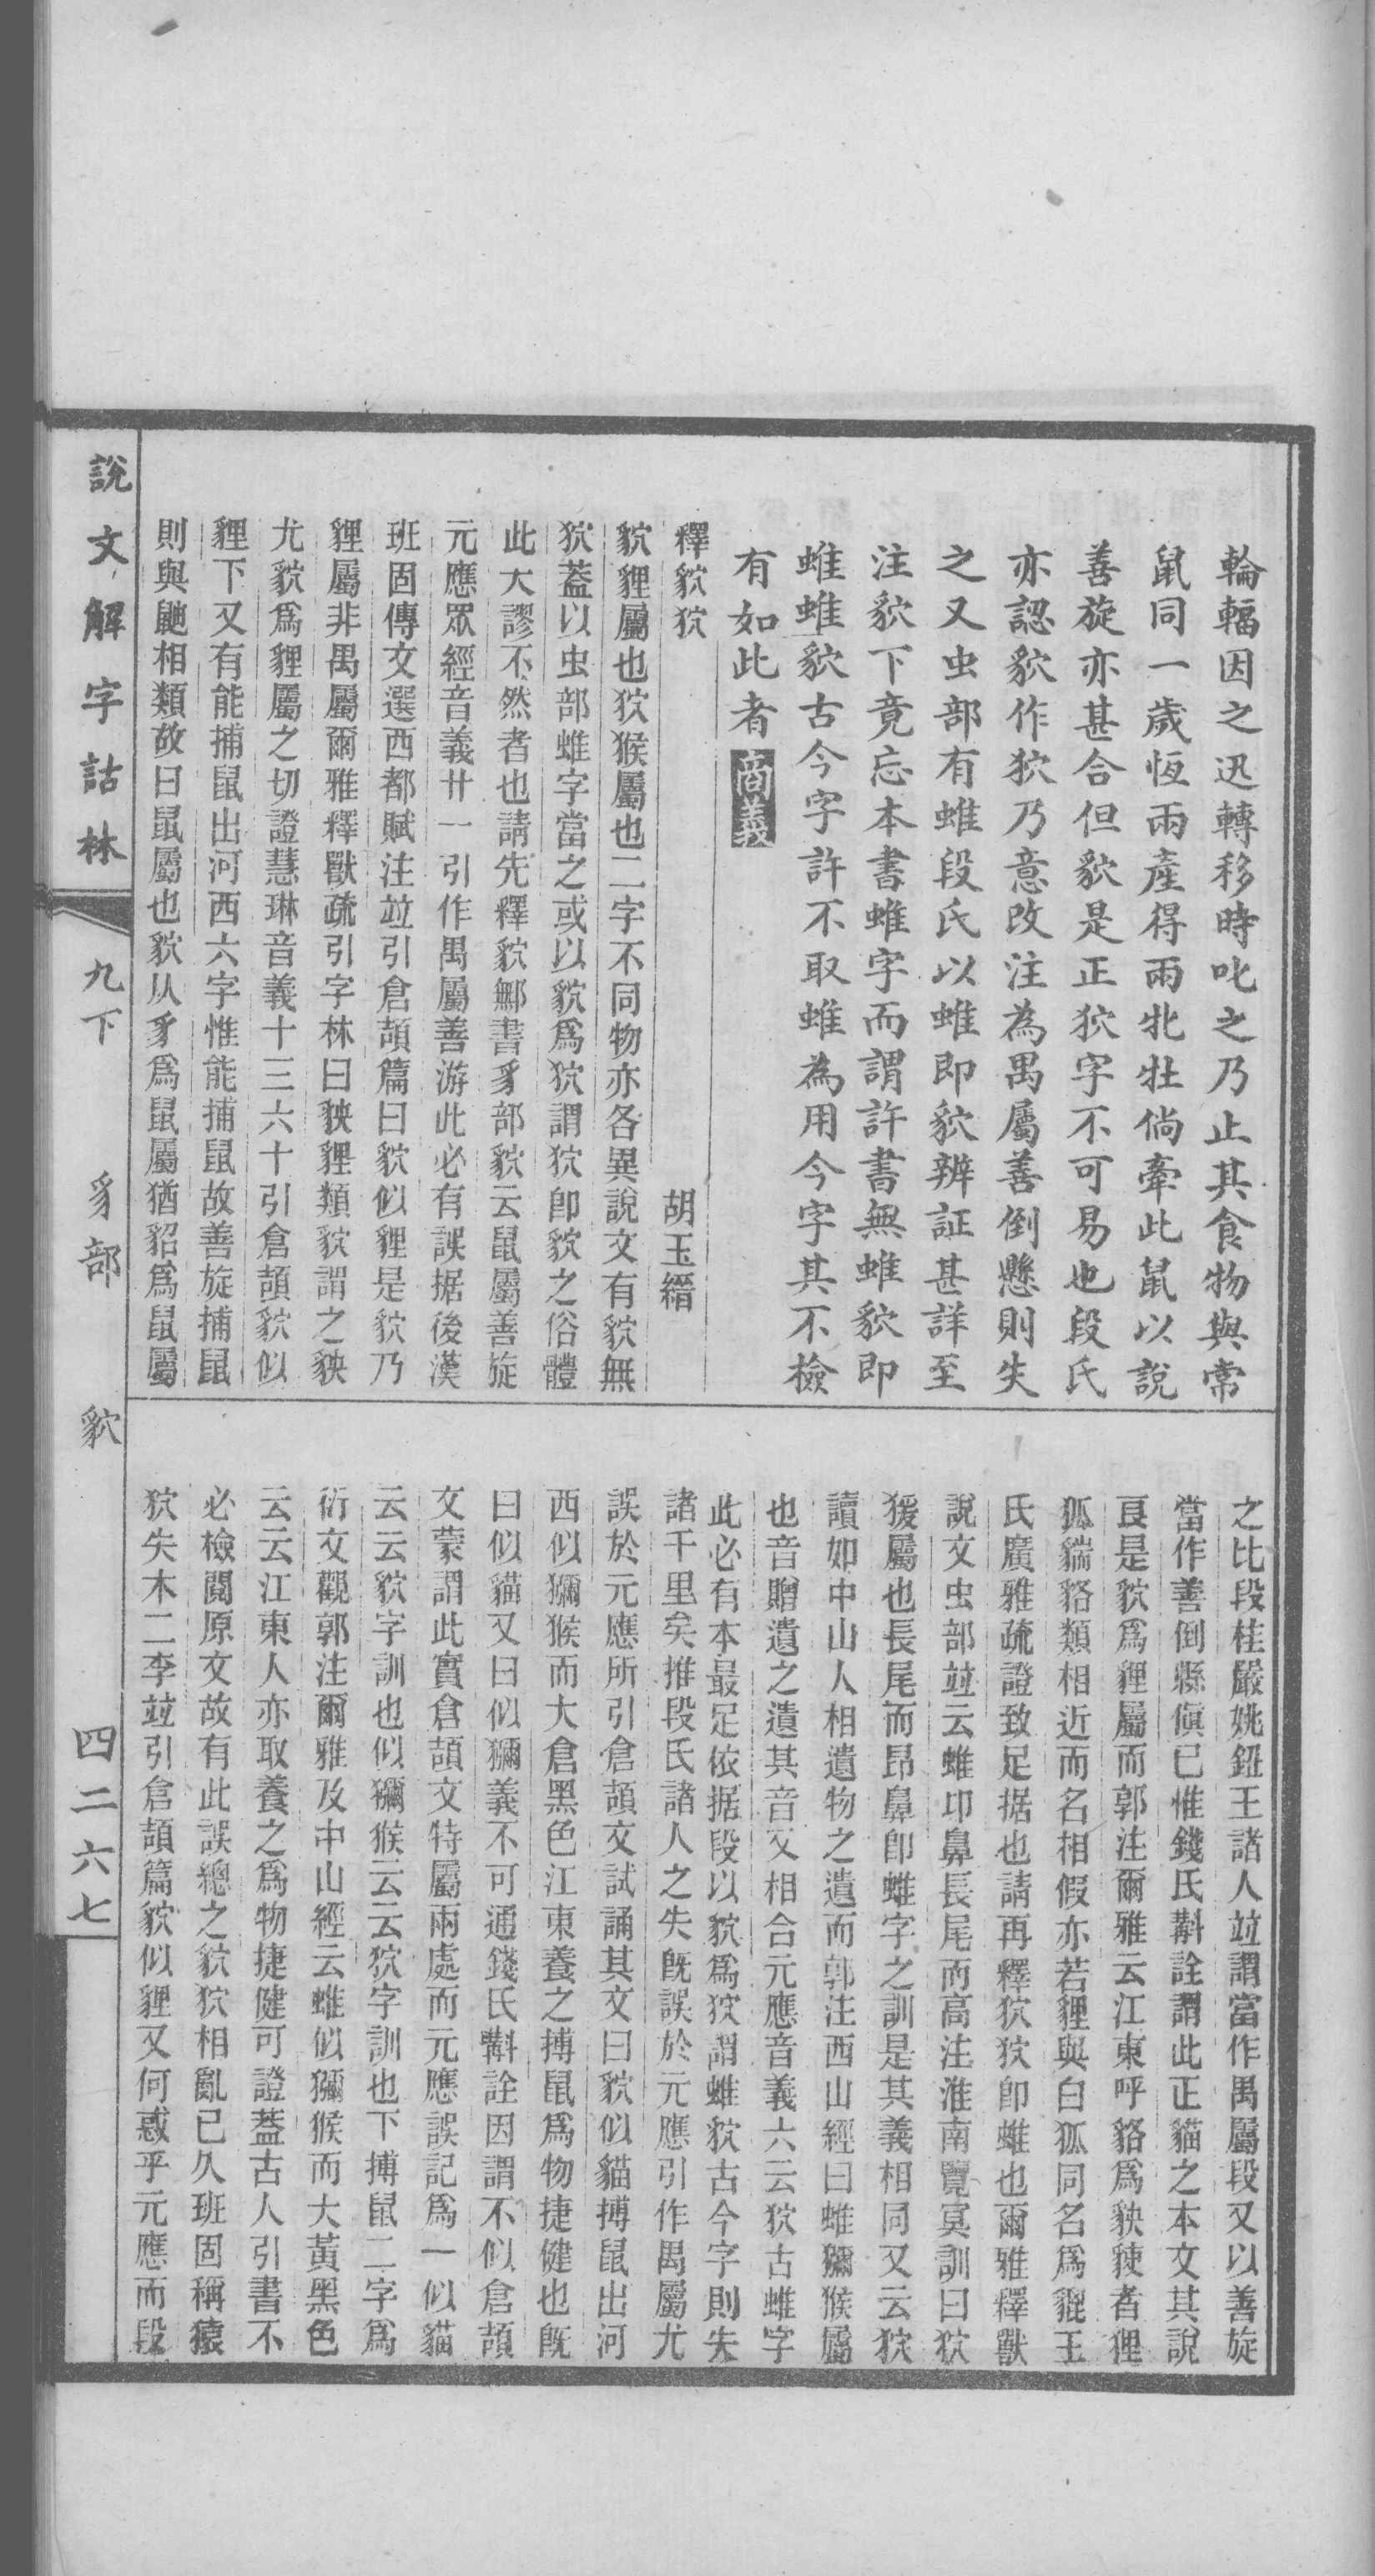 輪輻因之迅轉移時叱之乃止其食物與常
鼠同一歲恆兩產得兩牝牡倘牽此鼠以說
善旋亦甚合但貁是正狖字不可易也段氏
亦認貁作狖乃意改注為禺屬善倒懸則失
之又虫部有蜼段氏以蜼即貁辨証甚詳至
注貁下竟忘本書蜼字而謂許書無蜼貁即
蜼蜼貁古今字許不取蜼為用今字其不檢
有如此者
釋貁狖
胡玉縉
貁貍屬也狖猴屬也二字不同物亦各異說文有貁無
狖蓋以虫部蜼字當之或以貁爲狖謂狖卽貁之俗體
此大謬不然者也請先釋貁鄦書豸部貁云鼠屬善旋
元應眾經音義廿一引作禺屬善游此必有誤据後漢
班固傳文選西都賦注竝引倉頡篇曰貁似貍是貁乃
貍屬非禺屬爾雅釋獸疏引字林曰貁貍類貁謂之貁
尤貁爲貍屬之切證慧琳音義十三六十引倉頡貁似
貍下又有能捕鼠出河西六字惟能捕鼠故善旋捕鼠
則與鼬相類故曰鼠屬也貁从豸爲鼠屬猶貂爲鼠屬
之比段桂嚴姚鈕王諸人竝謂當作禺屬段又以善旋
當作善倒縣傎已惟錢氏斠詮謂此正貓之本文其說
良是貁爲貍屬而郭注爾雅云江東呼貉爲貁者貍
狐貒貉類相近而名相假亦若貍與白狐同名爲貔王
氏廣雅疏證致足据也請再釋狖狖卽蜼也爾雅釋獸
說文虫部竝云蜼卬鼻長尾而高注淮南覽冥訓曰狖
猨屬也長尾而昂鼻卽蜼字之訓是其義相同又云狖
讀如中山人相遺物之遺而郭注西山經曰蜼獼猴屬
也音贈遺之遺其音又相合元應音義六云狖古蜼字
此必有本最足依据段以貁爲狖謂蜼貁古今字則失
諸千里矣推段氏諸人之失旣誤於元應引作禺屬尤
誤於元應所引倉頡文試誦其文曰貁似貓搏鼠出河
西似獼猴而大倉黑色江東養之搏鼠爲物捷健也旣
曰似貓又曰似獼義不可通錢氏斠詮因謂不似倉頡
文蒙謂此實倉頡文特屬兩處而元應誤記爲一似貓
云云貁字訓也似獼猴云云狖字訓也下搏鼠二字爲
衍文觀郭注爾雅及中山經云蜼似獼猴而大黃黑色
云云江東人亦取養之爲物捷健可證蓋古人引書不
必檢閱原文故有此誤總之貁狖相亂已久班固稱猿
狖失木二李竝引倉頡篇貁似貍又何惑乎元應而段
說文解字詁林
九下
豸部
貁
四二六七